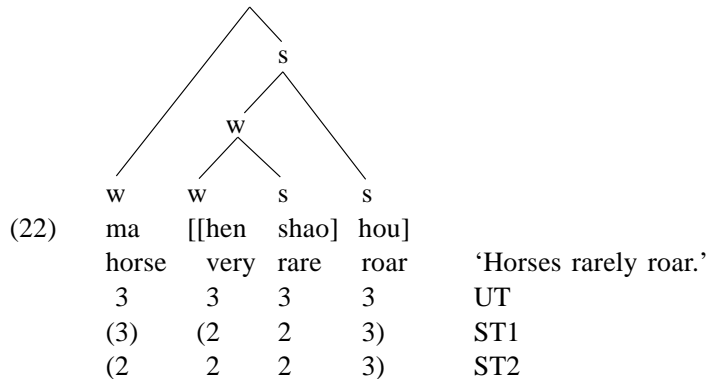 s
w
w w s s
(22) ma [[hen shao] hou]
horse very rare roar ‘Horses rarely roar.’
3 3 3 3 UT
(3) (2 2 3) ST1
(2 2 2 3) ST2